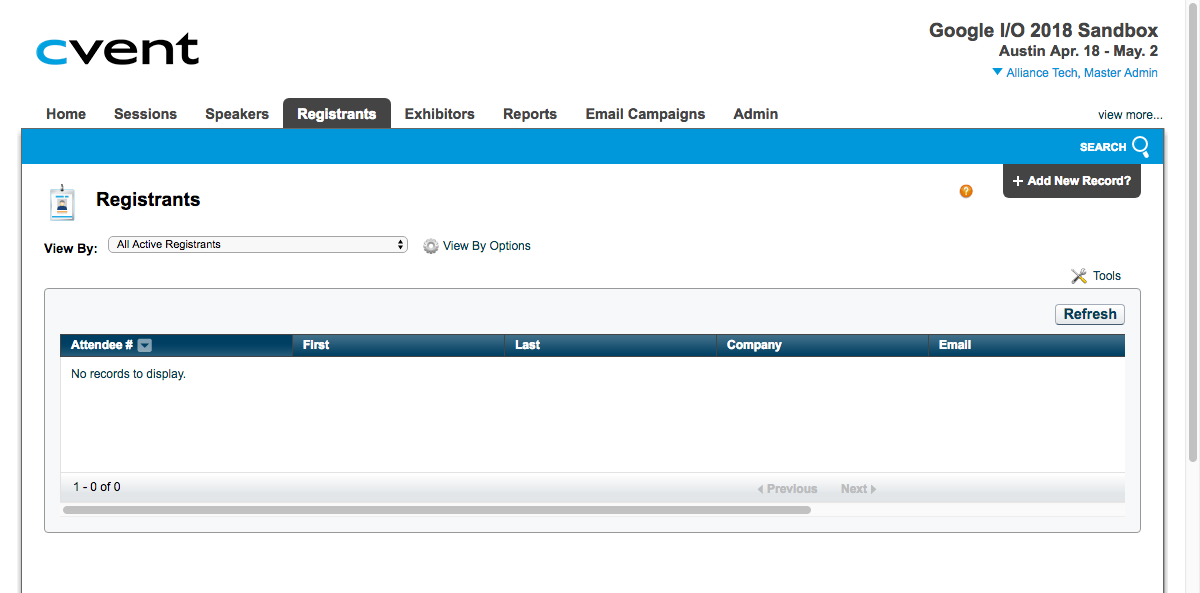 cvent
Google I/O 2018 Sandbox
Austin Apr. 18 - May. 2
Alliance Tech, Master Admin
Home Sessions Speakers Registrants Exhibitors Reports Email Campaigns Admin view more...
SEARCH
+ Add New Record?
Registrants
?
View By: All Active Registrants View By Options
Tools
Refresh
Attendee # First Last Company Email
No records to display.
1 - 0 of 0 Previous Next